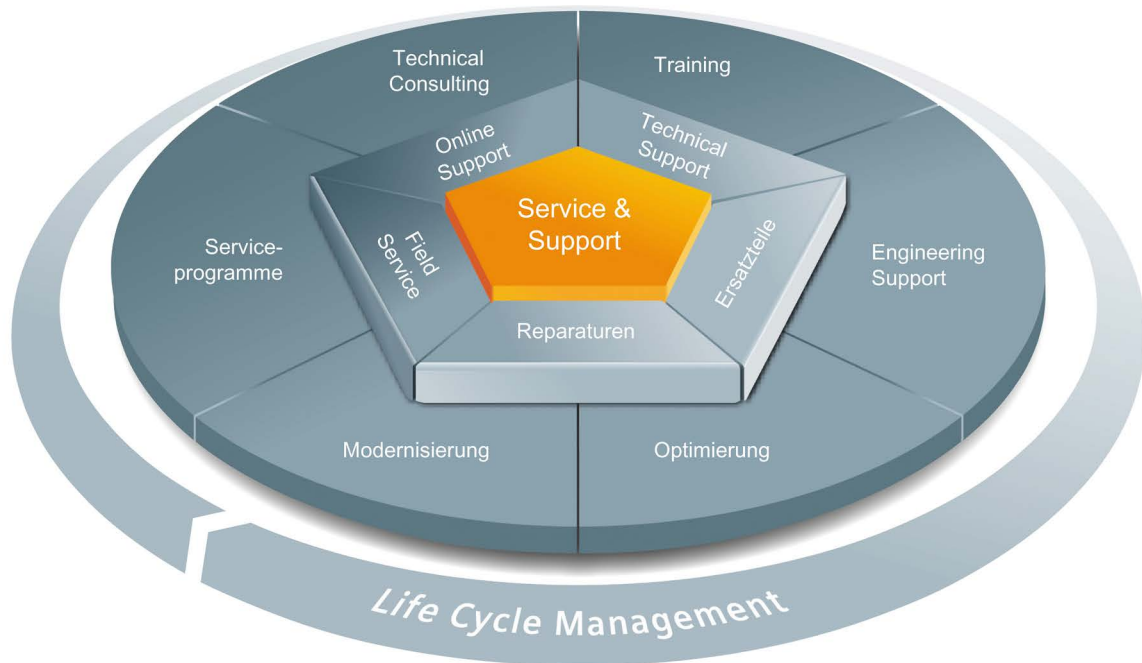 Technical
Consulting
Training
Online
Support
Technical
Support
Service &
Support
Service-
programme
Field
Service
Ersatzteile
Engineering
Support
Reparaturen
Modernisierung
Optimierung
Life Cycle Management